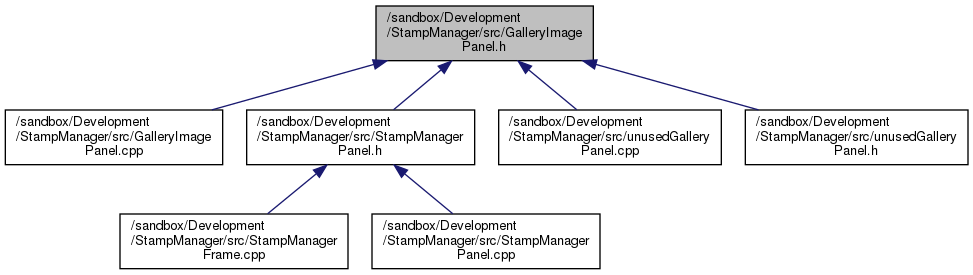 /sandbox/Development
/StampManager/src/GalleryImage
Panel.h
/sandbox/Development
/StampManager/src/GalleryImage
Panel.cpp
/sandbox/Development
/StampManager/src/StampManager
Panel.h
/sandbox/Development
/StampManager/src/unusedGallery
Panel.cpp
/sandbox/Development
/StampManager/src/unusedGallery
Panel.h
/sandbox/Development
/StampManager/src/StampManager
Frame.cpp
/sandbox/Development
/StampManager/src/StampManager
Panel.cpp